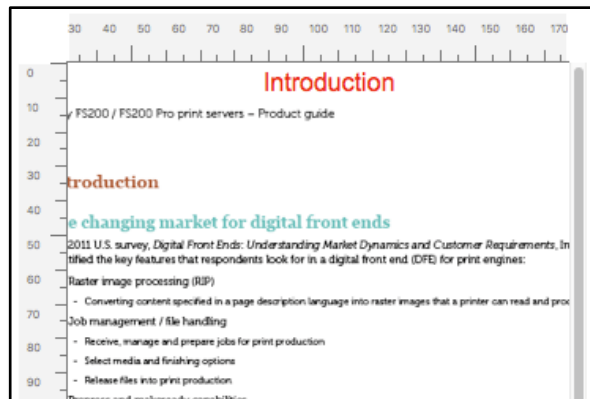 30 40 50 60 70 80 90 100 110 120 130 140 150 160 170
0
10
20
30
40
50
60
70
80
90
Introduction
y FS200 / FS200 Pro print servers – Product guide
troduction
e changing market for digital front ends
2011 U.S. survey, Digital Front Ends: Understanding Market Dynamics and Customer Requirements, In
tified the key features that respondents look for in a digital front end (DFE) for print engines:
Raster image processing (RIP)
- Converting content specified in a page description language into raster images that a printer can read and proc
Job management / file handling
- Receive, manage and prepare jobs for print production
- Select media and finishing options
- Release files into print production